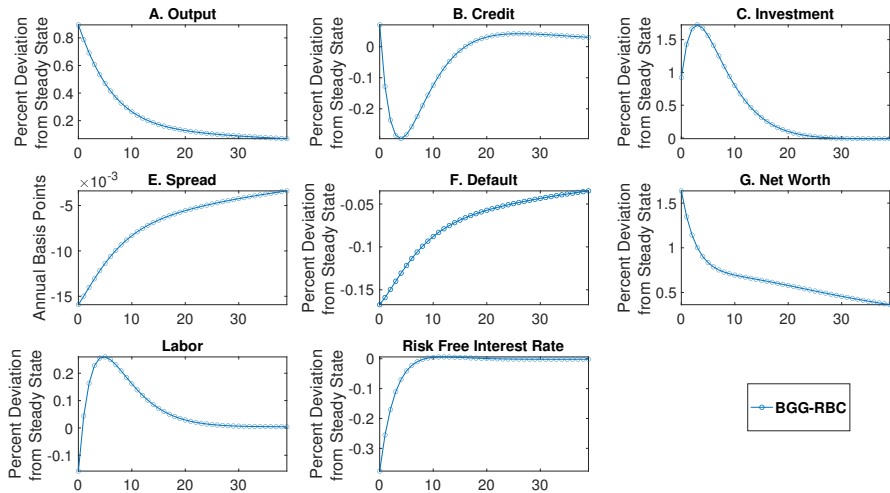 A. Output
Percent Deviation
from Steady State
0.8
0.6
0.4
0.2
0 10 20 30
B. Credit
Percent Deviation
from Steady State
0
-0.1
-0.2
0 10 20 30
C. Investment
Percent Deviation
from Steady State
1.5
1
0.5
0
0 10 20 30
E. Spread
×10⁻³
Annual Basis Points
-5
-10
-15
0 10 20 30
F. Default
Percent Deviation
from Steady State
-0.05
-0.1
-0.15
0 10 20 30
G. Net Worth
Percent Deviation
from Steady State
1.5
1
0.5
0 10 20 30
Labor
Percent Deviation
from Steady State
0.2
0.1
0
-0.1
0 10 20 30
Risk Free Interest Rate
Percent Deviation
from Steady State
0
-0.1
-0.2
-0.3
0 10 20 30
BGG-RBC